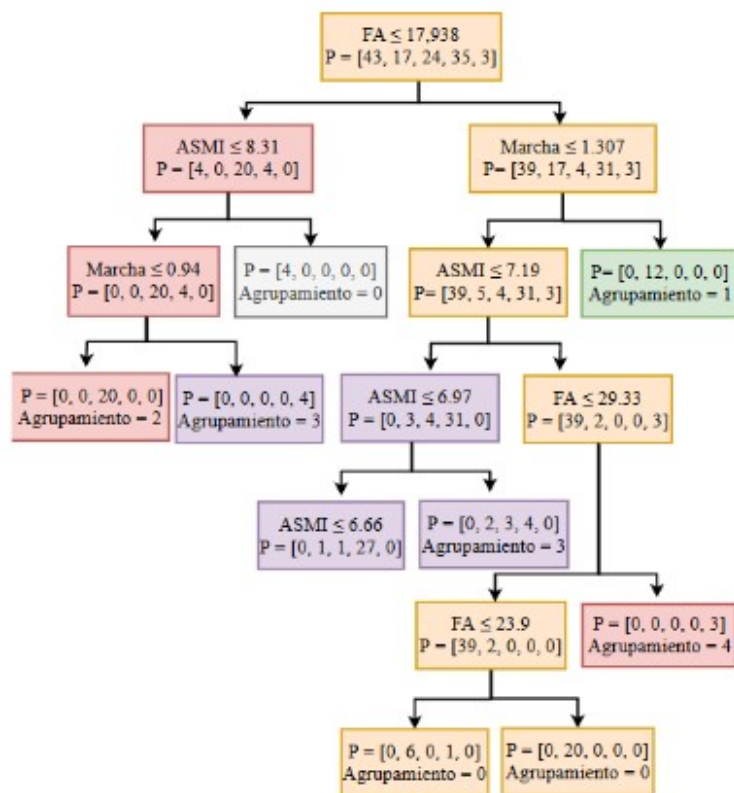 FA ≤ 17,938
P = [43, 17, 24, 35, 3]
ASMI ≤ 8.31
P = [4, 0, 20, 4, 0]
Marcha ≤ 1.307
P= [39, 17, 4, 31, 3]
Marcha ≤ 0.94
P = [0, 0, 20, 4, 0]
P = [4, 0, 0, 0, 0]
Agrupamiento = 0
ASMI ≤ 7.19
P= [39, 5, 4, 31, 3]
P= [0, 12, 0, 0, 0]
Agrupamiento = 1
P = [0, 0, 20, 0, 0]
Agrupamiento = 2
P = [0, 0, 0, 0, 4]
Agrupamiento = 3
ASMI ≤ 6.97
P = [0, 3, 4, 31, 0]
FA ≤ 29.33
P = [39, 2, 0, 0, 3]
ASMI ≤ 6.66
P = [0, 1, 1, 27, 0]
P = [0, 2, 3, 4, 0]
Agrupamiento = 3
FA ≤ 23.9
P = [39, 2, 0, 0, 0]
P = [0, 0, 0, 0, 3]
Agrupamiento = 4
P = [0, 6, 0, 1, 0]
Agrupamiento = 0
P = [0, 20, 0, 0, 0]
Agrupamiento = 0